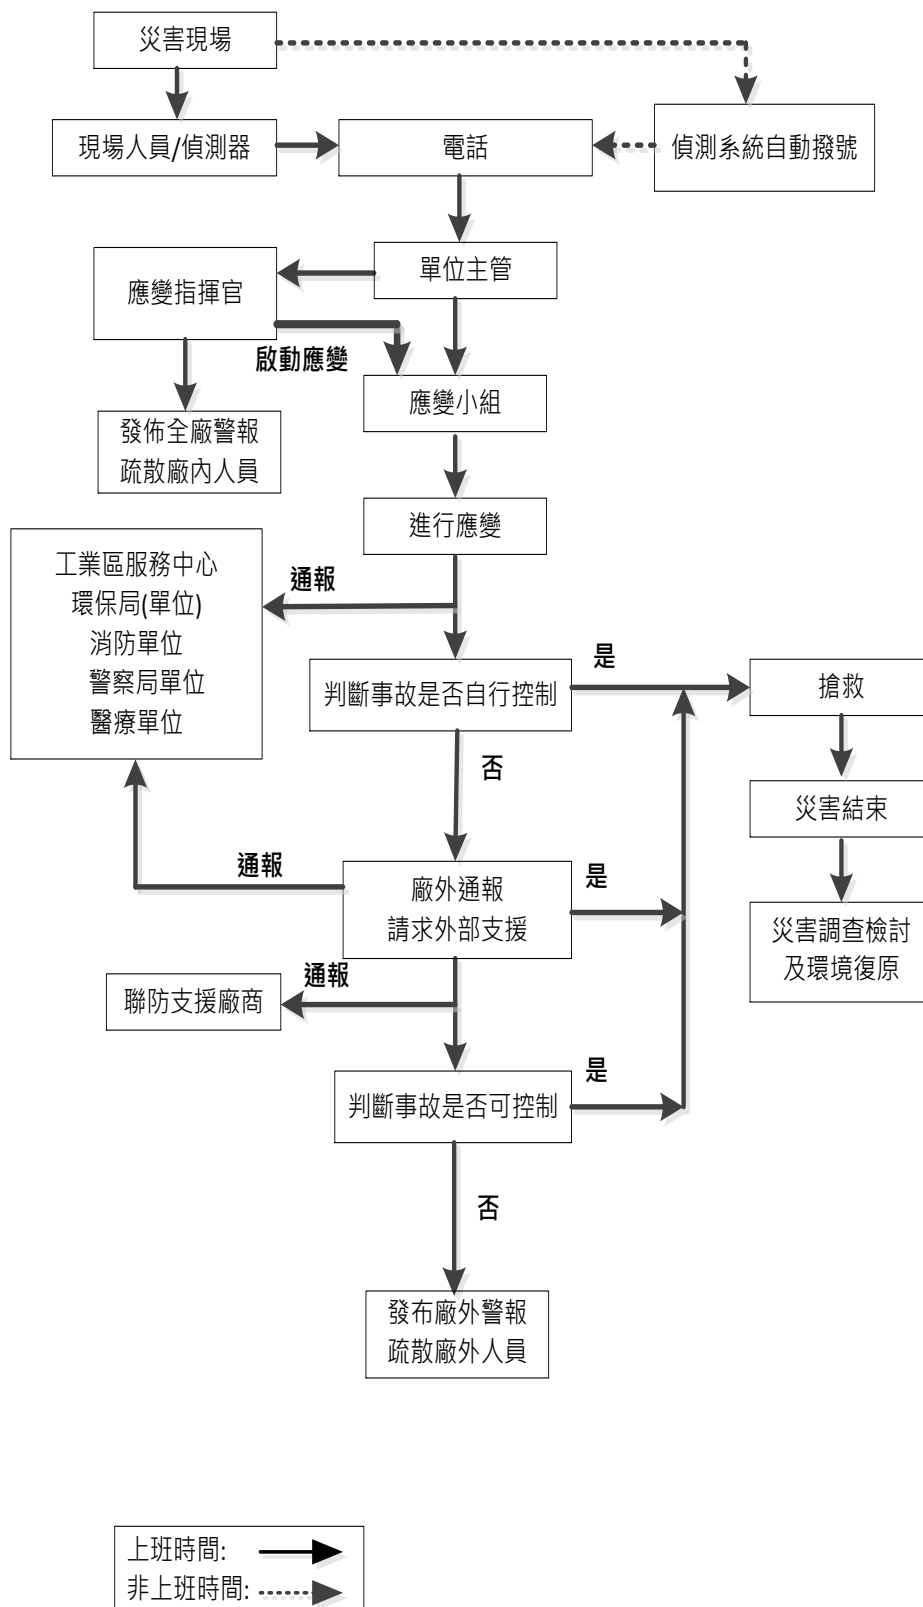 災害現場
現場人員/偵測器
電話
偵測系統自動撥號
單位主管
應變指揮官
啟動應變
應變小組
發佈全廠警報
疏散廠內人員
進行應變
工業區服務中心
環保局(單位)
消防單位
警察局單位
醫療單位
通報
判斷事故是否自行控制
是
搶救
否
災害結束
通報
廠外通報
請求外部支援
是
災害調查檢討
及環境復原
通報
聯防支援廠商
判斷事故是否可控制
是
否
發布廠外警報
疏散廠外人員
上班時間:
非上班時間: